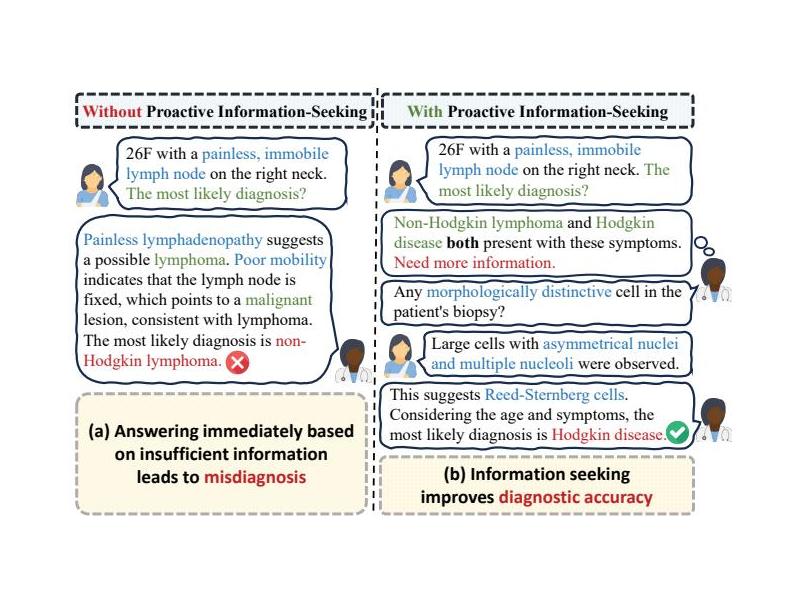 Without Proactive Information-Seeking
26F with a painless, immobile
lymph node on the right neck.
The most likely diagnosis?
Painless lymphadenopathy suggests
a possible lymphoma. Poor mobility
indicates that the lymph node is
fixed, which points to a malignant
lesion, consistent with lymphoma.
The most likely diagnosis is non-
Hodgkin lymphoma.
(a) Answering immediately based
on insufficient information
leads to misdiagnosis
With Proactive Information-Seeking
26F with a painless, immobile
lymph node on the right neck. The
most likely diagnosis?
Non-Hodgkin lymphoma and Hodgkin
disease both present with these symptoms.
Need more information.
Any morphologically distinctive cell in the
patient's biopsy?
Large cells with asymmetrical nuclei
and multiple nucleoli were observed.
This suggests Reed-Sternberg cells.
Considering the age and symptoms, the
most likely diagnosis is Hodgkin disease.
(b) Information seeking
improves diagnostic accuracy